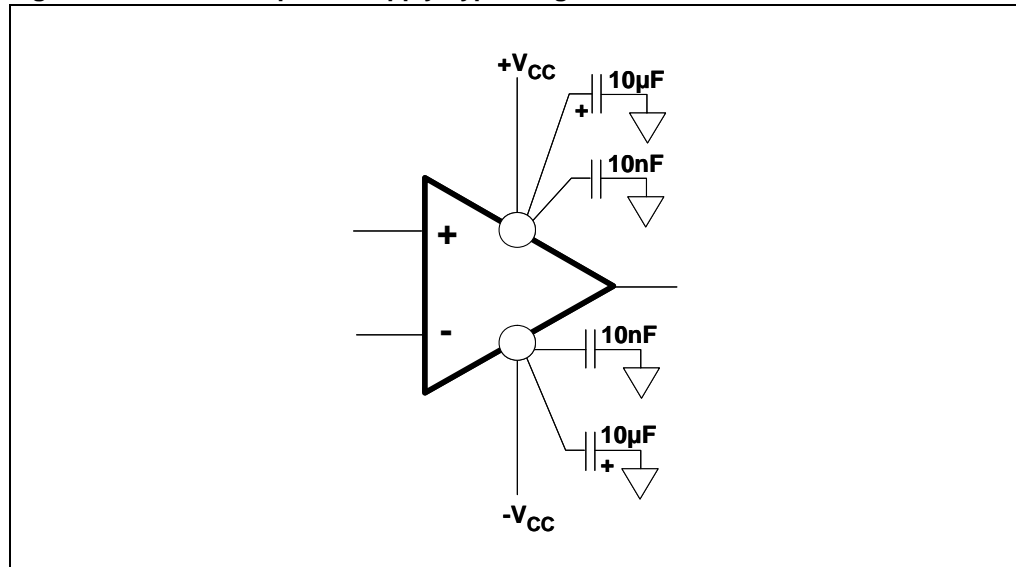 +VCC
10µF
+
10nF
+
-
10nF
10µF
+
-VCC